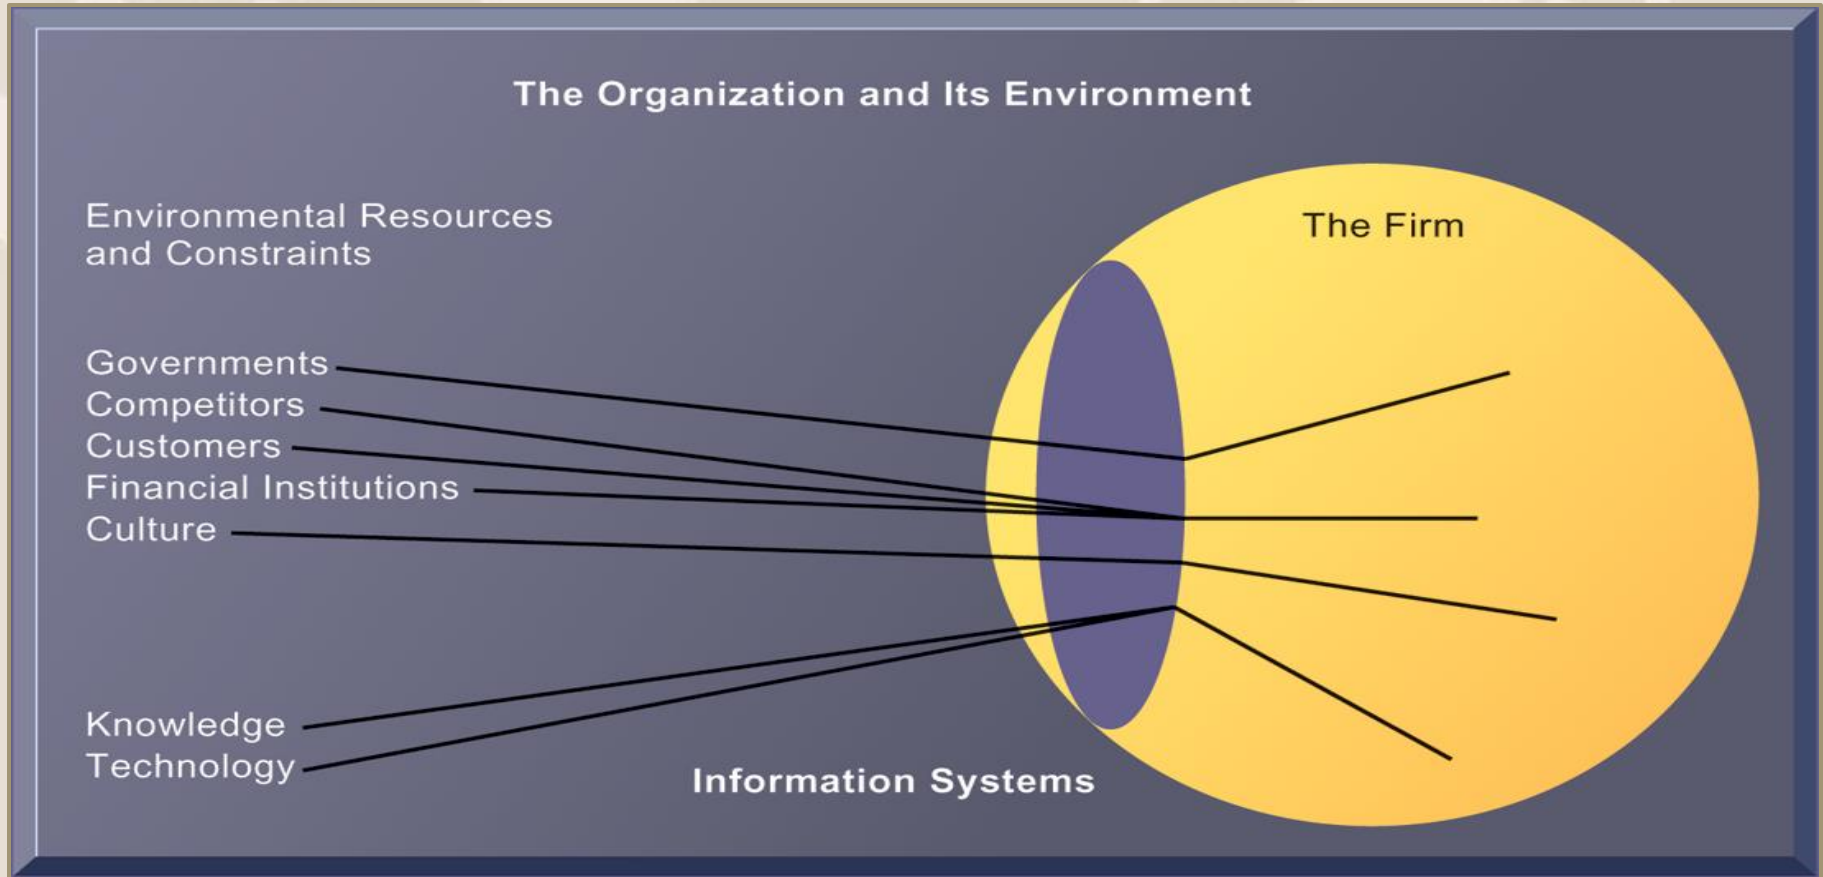 The Organization and Its Environment
Environmental Resources
and Constraints
The Firm
Governments
Competitors
Customers
Financial Institutions
Culture
Knowledge
Technology
Information Systems